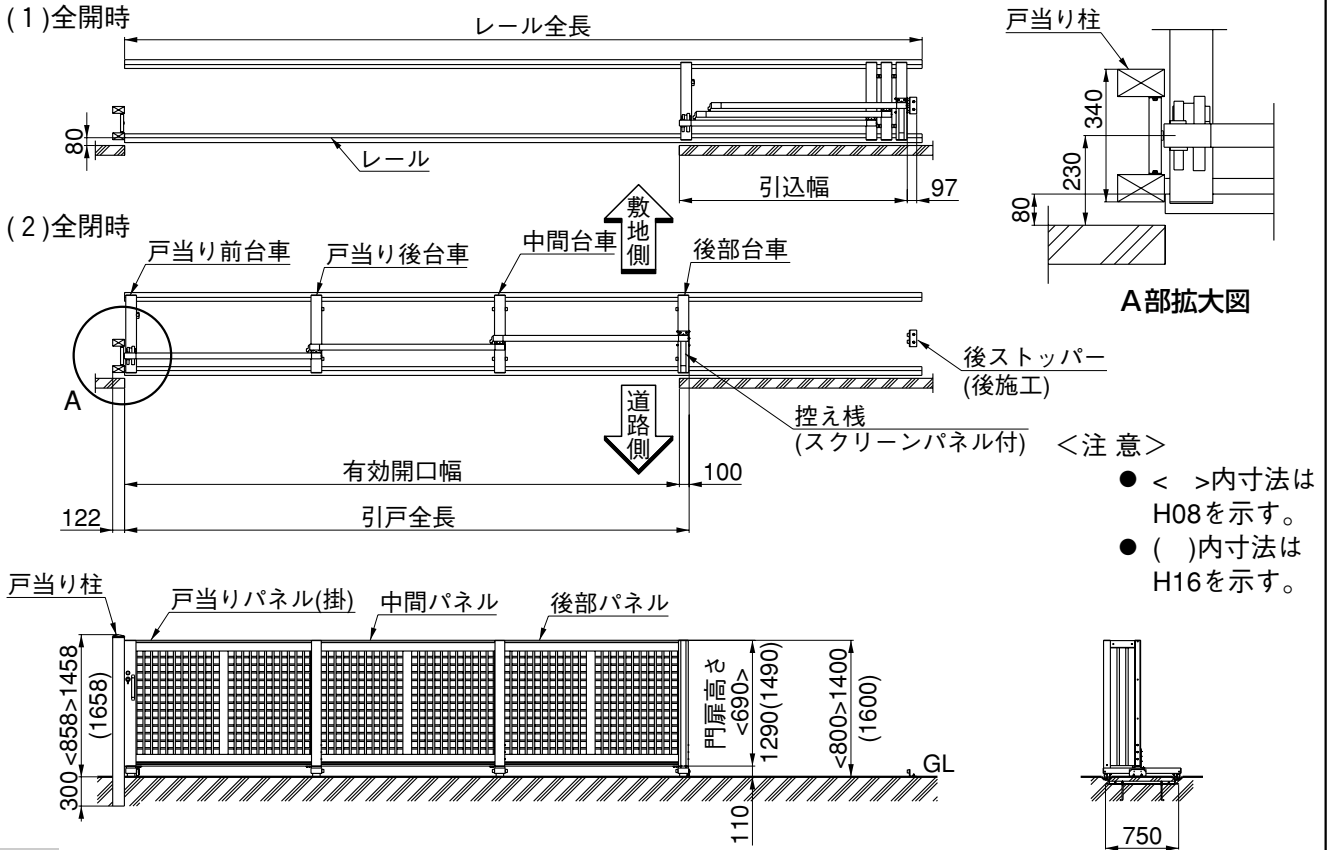 (1)全開時
レール全長
80
レール
引込幅
97
戸当り柱
340
230
80
A部拡大図
敷地側
(2)全閉時
戸当り前台車
戸当り後台車
中間台車
後部台車
A
後ストッパー
(後施工)
控え桟
(スクリーンパネル付)
道路側
有効開口幅
100
122
引戸全長
＜注 意＞
● < >内寸法は
H08を示す。
● ( )内寸法は
H16を示す。
戸当り柱
戸当りパネル(掛)
中間パネル
後部パネル
<858>1458
(1658)
300
門扉高さ
<690>
1290(1490)
<800>1400
(1600)
GL
110
750